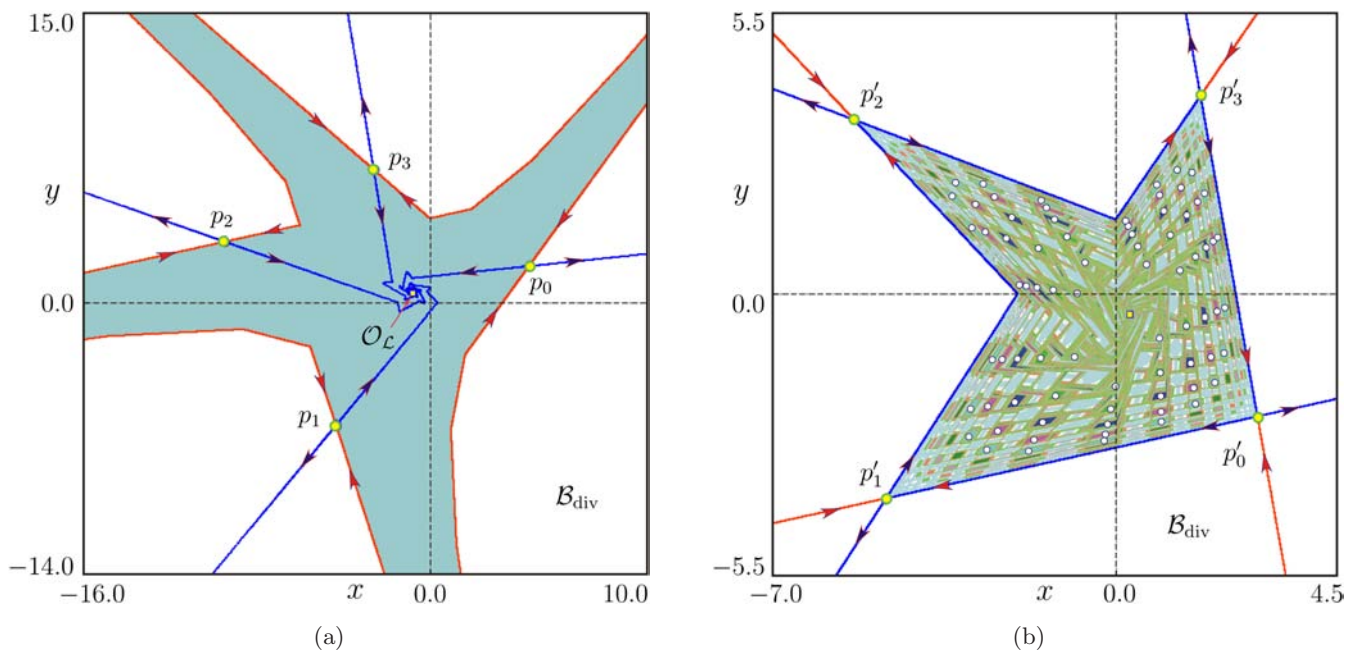 15.0
y
0.0
−14.0
−16.0
x
0.0
10.0
p₃
p₂
p₀
𝒪_ℒ
p₁
ℬ_div
(a)
5.5
y
0.0
−5.5
−7.0
x
0.0
4.5
p′₂
p′₃
p′₁
p′₀
ℬ_div
(b)